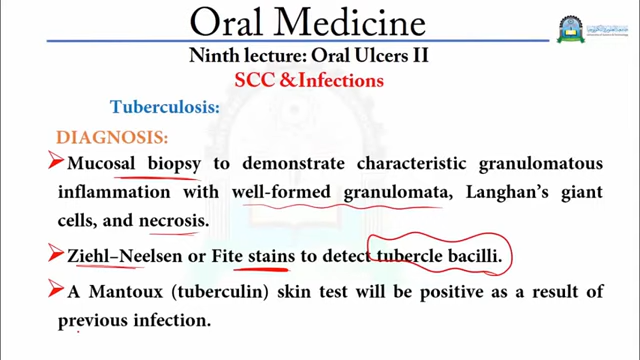 Oral Medicine
Ninth lecture: Oral Ulcers II
SCC & Infections
Tuberculosis:
DIAGNOSIS:
Mucosal biopsy to demonstrate characteristic granulomatous
inflammation with well-formed granulomata, Langhan's giant
cells, and necrosis.
Ziehl–Neelsen or Fite stains to detect tubercle bacilli.
A Mantoux (tuberculin) skin test will be positive as a result of
previous infection.